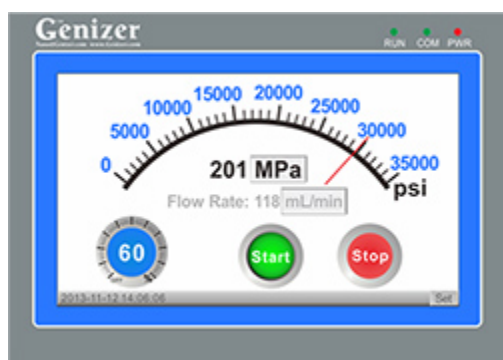 Genizer
RUN COM PWR
0 5000 10000 15000 20000 25000 30000 35000
psi
201 MPa
Flow Rate: 118 mL/min
60
Start
Stop
2013-11-12 14:06:06
Set